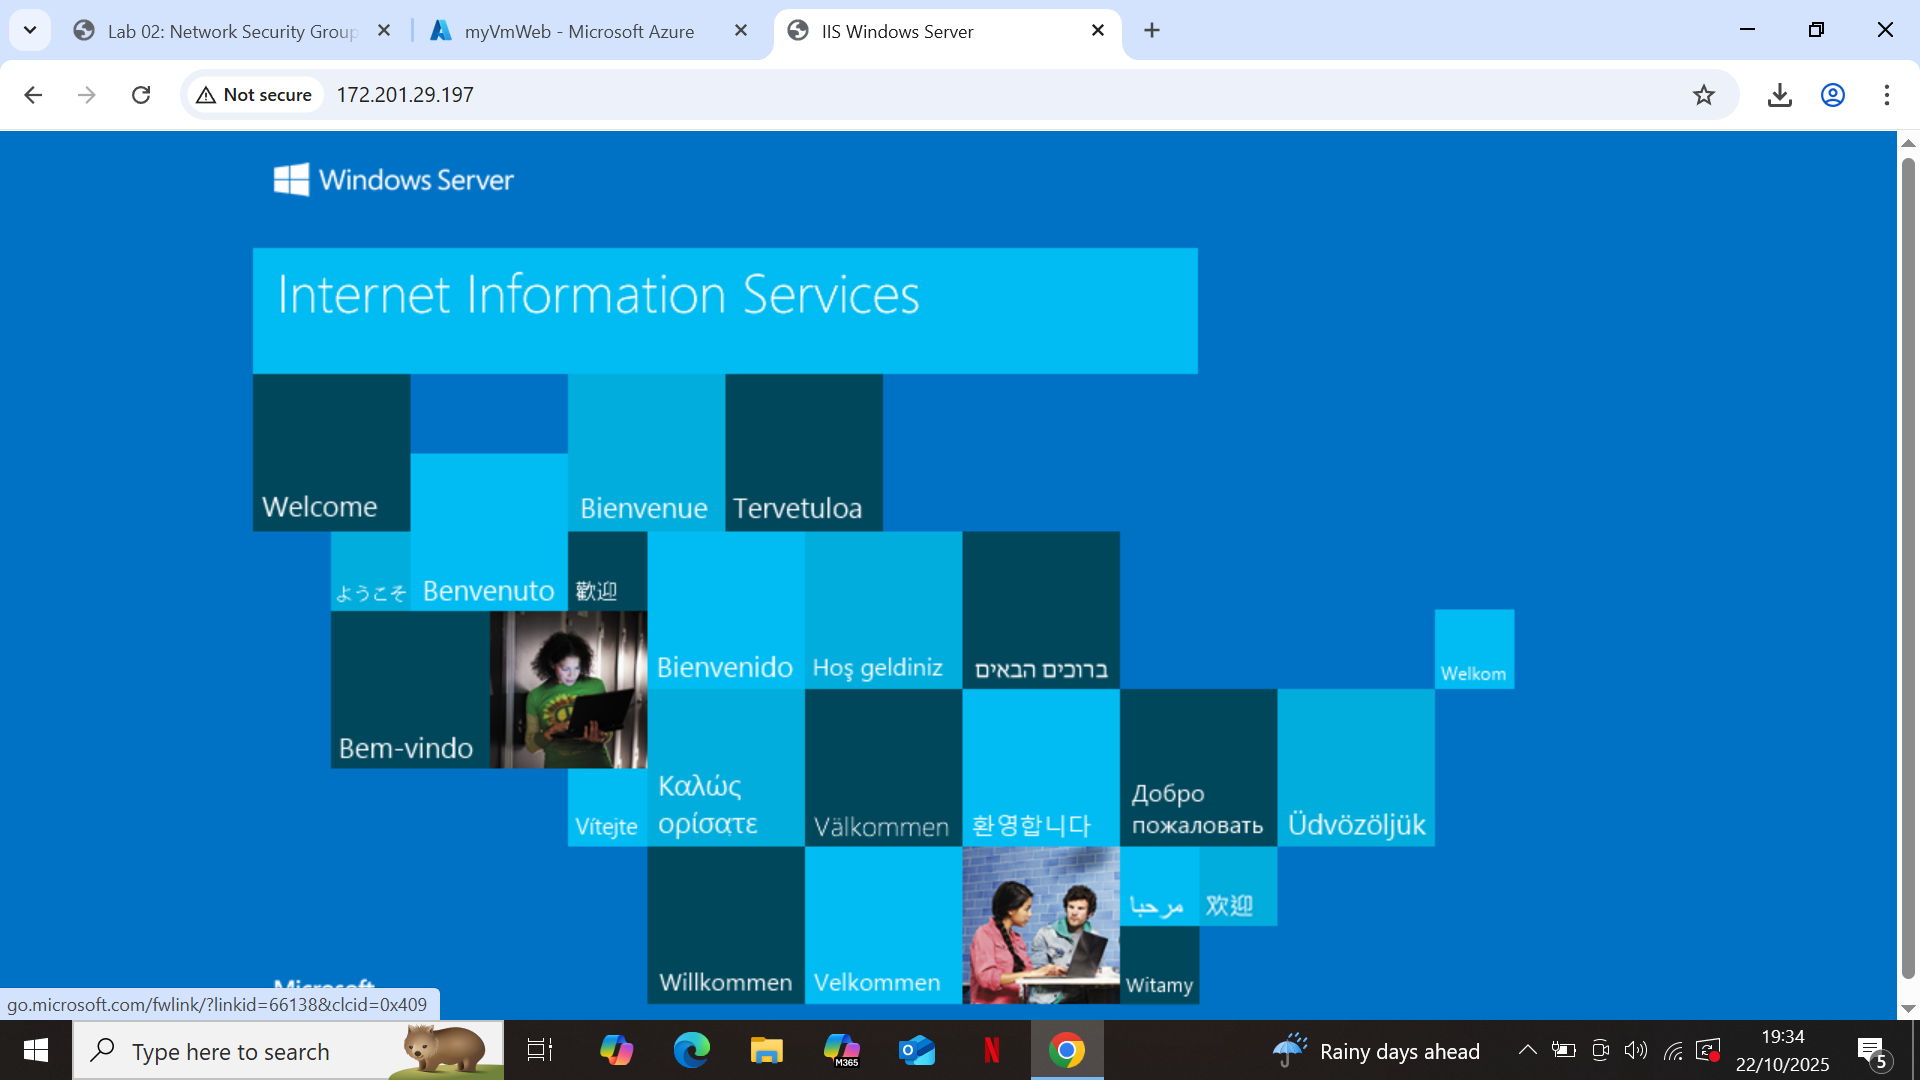 Lab 02: Network Security Group
myVmWeb - Microsoft Azure
IIS Windows Server
Not secure
172.201.29.197
Windows Server
Internet Information Services
Welcome
Bienvenue
Tervetuloa
ようこそ
Benvenuto
歡迎
Bienvenido
Hoş geldiniz
ברוכים הבאים
Welkom
Bem-vindo
Vítejte
Καλώς
ορίσατε
Välkommen
환영합니다
Добро
пожаловать
Üdvözöljük
Willkommen
Velkommen
مرحبا
欢迎
Witamy
Microsoft
go.microsoft.com/fwlink/?linkid=66138&clcid=0x409
Type here to search
M365
Rainy days ahead
19:34
22/10/2025
5